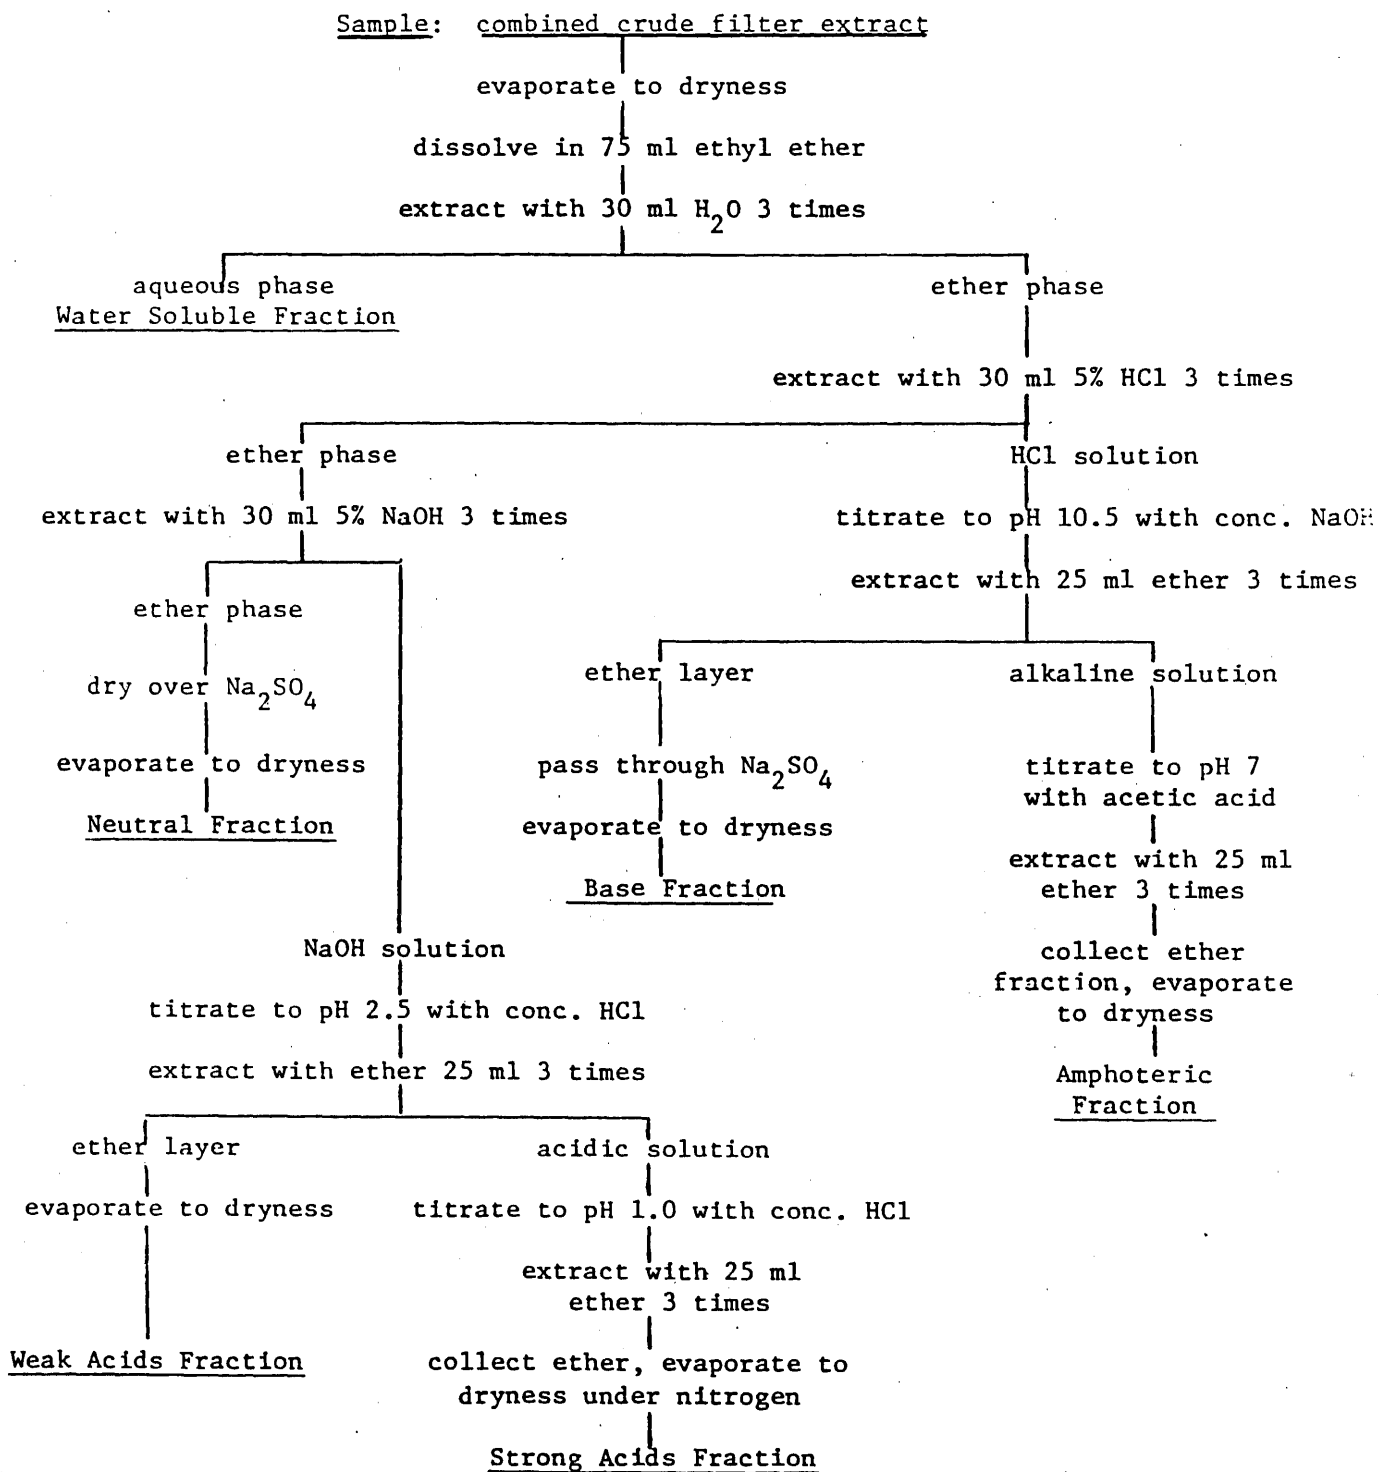 Sample: combined crude filter extract
evaporate to dryness
dissolve in 75 ml ethyl ether
extract with 30 ml H2O 3 times
aqueous phase
Water Soluble Fraction
ether phase
extract with 30 ml 5% HCl 3 times
ether phase
HCl solution
extract with 30 ml 5% NaOH 3 times
titrate to pH 10.5 with conc. NaOH
extract with 25 ml ether 3 times
ether phase
dry over Na2SO4
evaporate to dryness
Neutral Fraction
ether layer
pass through Na2SO4
evaporate to dryness
Base Fraction
alkaline solution
titrate to pH 7
with acetic acid
extract with 25 ml
ether 3 times
collect ether
fraction, evaporate
to dryness
Amphoteric
Fraction
NaOH solution
titrate to pH 2.5 with conc. HCl
extract with ether 25 ml 3 times
ether layer
evaporate to dryness
Weak Acids Fraction
acidic solution
titrate to pH 1.0 with conc. HCl
extract with 25 ml
ether 3 times
collect ether, evaporate to
dryness under nitrogen
Strong Acids Fraction